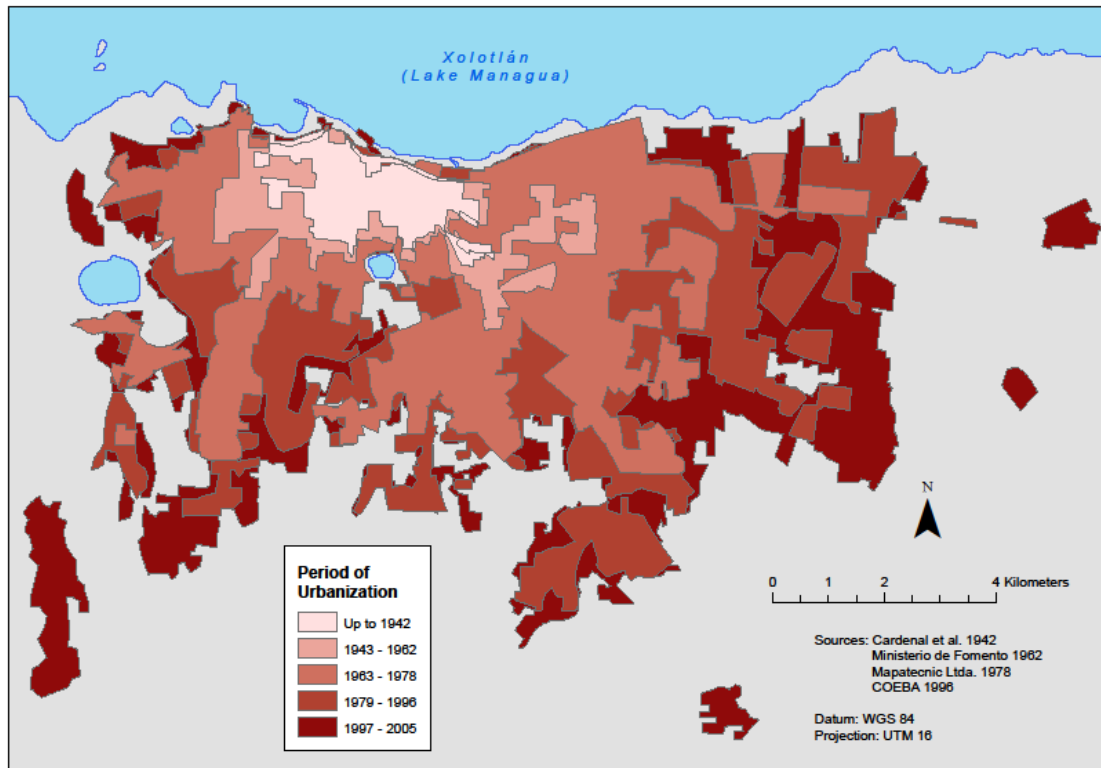 Xolotlán
(Lake Managua)
N
0 1 2 4 Kilometers
Period of
Urbanization
Up to 1942
1943 - 1962
1963 - 1978
1979 - 1996
1997 - 2005
Sources: Cardenal et al. 1942
Ministerio de Fomento 1962
Mapatecnic Ltda. 1978
COEBA 1996
Datum: WGS 84
Projection: UTM 16